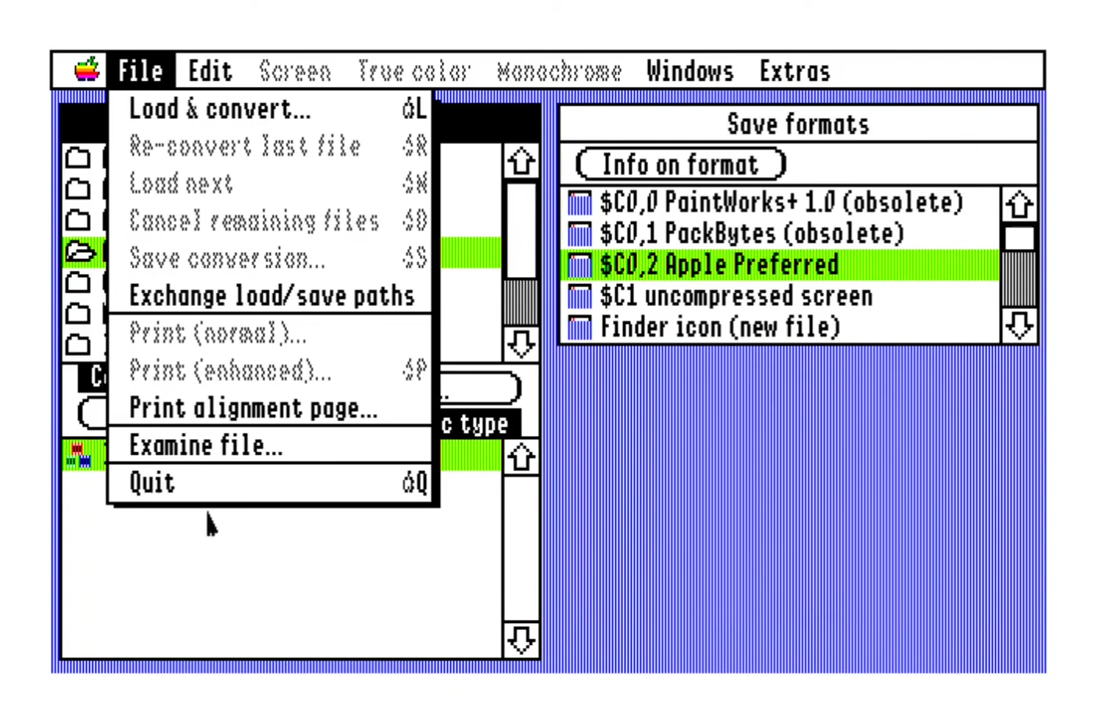 File Edit Screen True color Monochrome Windows Extras
Load & convert... L
Re-convert last file R
Load next N
Cancel remaining files D
Save conversion... S
Exchange load/save paths
Print (normal)...
Print (enhanced)... P
Print alignment page...
Examine file...
Quit Q
c type
Save formats
Info on format
$C0,0 PaintWorks+ 1.0 (obsolete)
$C0,1 PackBytes (obsolete)
$C0,2 Apple Preferred
$C1 uncompressed screen
Finder icon (new file)